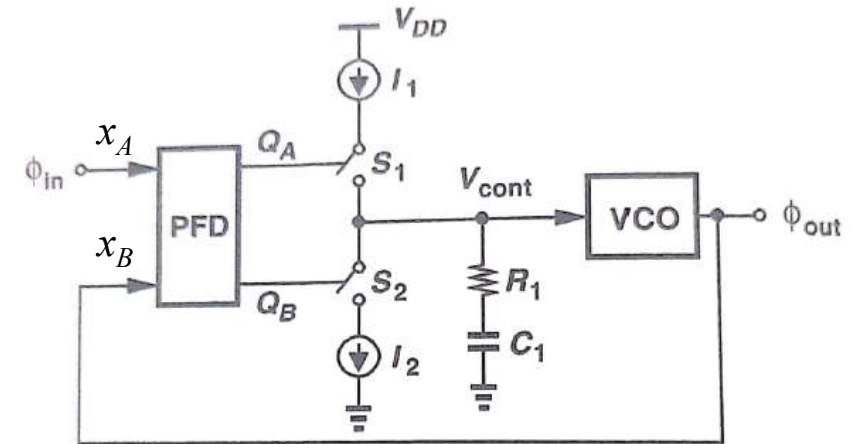 V_DD
I_1
x_A
Q_A
S_1
ϕ_in
V_cont
PFD
VCO
ϕ_out
x_B
S_2
R_1
Q_B
C_1
I_2